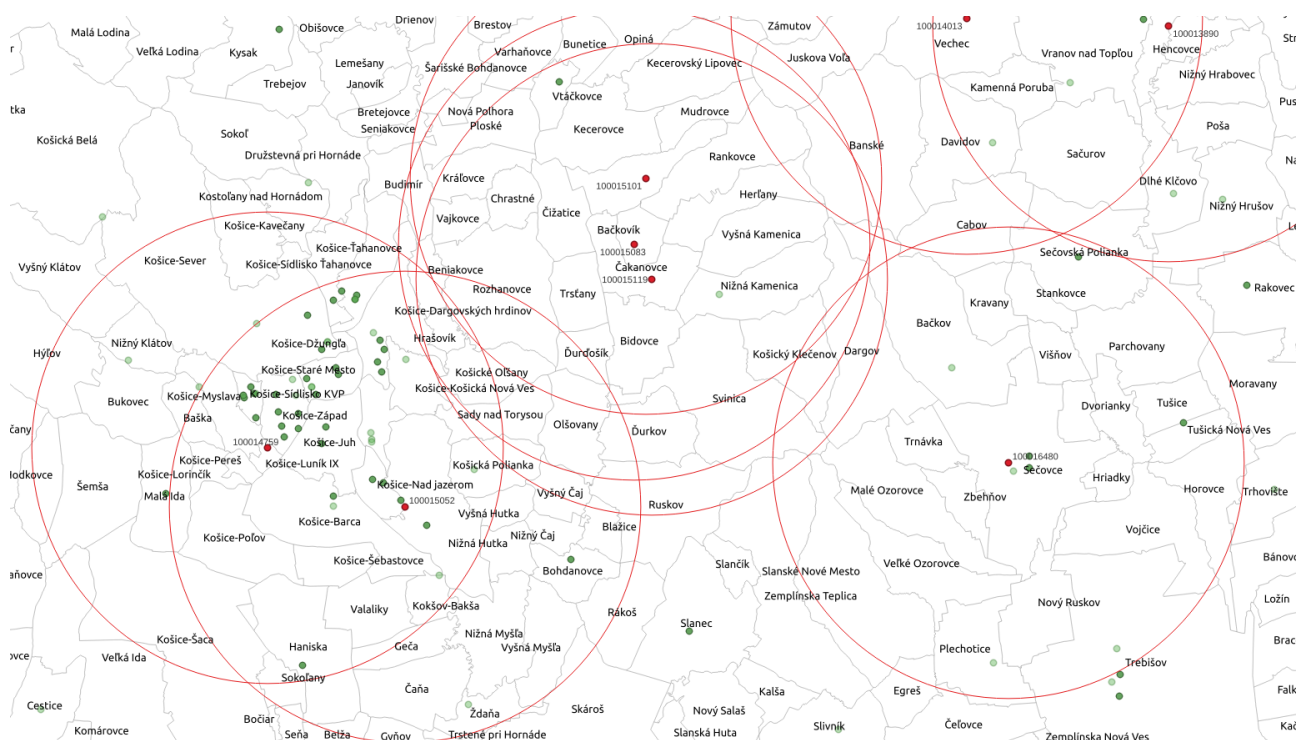 Drienov
Brestov
Zámutov
100014013
100013890
Malá Lodina
Obišovce
Opiná
Bunetice
Vechec
Vranov nad Topľou
Hencovce
Veľká Lodina
Kysak
Varhaňovce
Juskova Voľa
Lemešany
Šarišské Bohdanovce
Kecerovský Lipovec
Nižný Hrabovec
Trebejov
Janovík
Vtáčkovce
Kamenná Poruba
Bretejovce
Nová Poľhora
Mudrovce
Seniakovce
Ploské
Kecerovce
Poša
Sokoľ
Košická Belá
Banské
Davidov
Družstevná pri Hornáde
Rankovce
Sačurov
Kráľovce
100015101
Dlhé Klčovo
Budimír
Kostoľany nad Hornádom
Chrastné
Herľany
Nižný Hrušov
Čižatice
Vajkovce
Košice-Kavečany
Cabov
Bačkovík
Vyšná Kamenica
Košice-Ťahanovce
100015083
Sečovská Polianka
Košice-Sever
Košice-Sídlisko Ťahanovce
Beniakovce
Čakanovce
Vyšný Klátov
100015119
Nižná Kamenica
Rozhanovce
Trsťany
Stankovce
Rakovec
Kravany
Košice-Dargovských hrdinov
Bačkov
Hrašovík
Bidovce
Nižný Klátov
Košice-Džungľa
Parchovany
Hýľov
Ďurďošík
Košický Klečenov
Dargov
Višňov
Košice-Staré Mesto
Košické Oľšany
Moravany
Košice-Košická Nová Ves
Košice-Myslava
Košice-Sídlisko KVP
Bukovec
Svinica
Dvorianky
Tušice
Baška
Košice-Západ
Sady nad Torysou
Olšovany
Ďurkov
Tušická Nová Ves
100014759
Košice-Juh
Trnávka
Košice-Pereš
Košice-Luník IX
Košická Polianka
100016480
Sečovce
Hodkovce
Košice-Lorinčík
Hriadky
Šemša
Košice-Nad jazerom
Malé Ozorovce
Horovce
Trhovište
Malá Ida
Vyšný Čaj
Zbehňov
Ruskov
100015052
Vyšná Hutka
Košice-Barca
Blažice
Vojčice
Košice-Poľov
Nižný Čaj
Nižná Hutka
Košice-Šebastovce
Slančík
Veľké Ozorovce
Bohdanovce
Slanské Nové Mesto
Zemplínska Teplica
Valaliky
Kokšov-Bakša
Rákoš
Nový Ruskov
Ložín
Slanec
Košice-Šaca
Nižná Myšľa
Haniska
Geča
Vyšná Myšľa
Plechotice
Veľká Ida
Trebišov
Sokoľany
Čaňa
Kalša
Egreš
Cestice
Skároš
Nový Salaš
Ždaňa
Bočiar
Slivník
Čeľovce
Komárovce
Seňa
Belža
Gyňov
Trstené pri Hornáde
Slanská Huta
Zemplínska Nová Ves